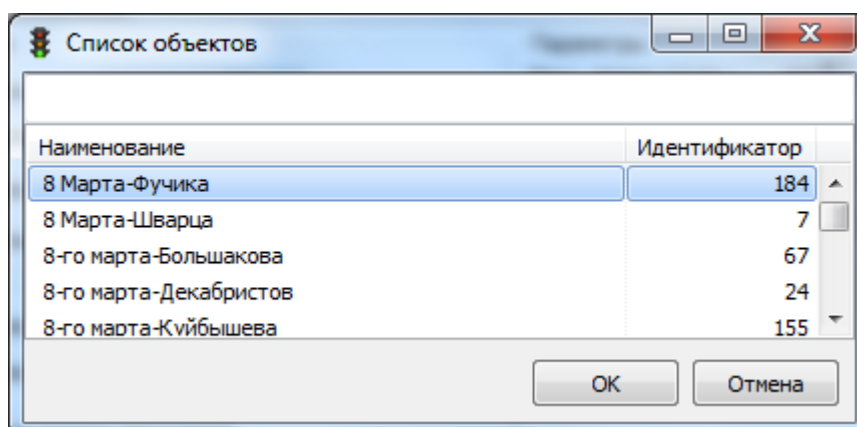 Список объектов
Наименование Идентификатор
8 Марта-Фучика 184
8 Марта-Шварца 7
8-го марта-Большакова 67
8-го марта-Декабристов 24
8-го марта-Куйбышева 155
OK Отмена